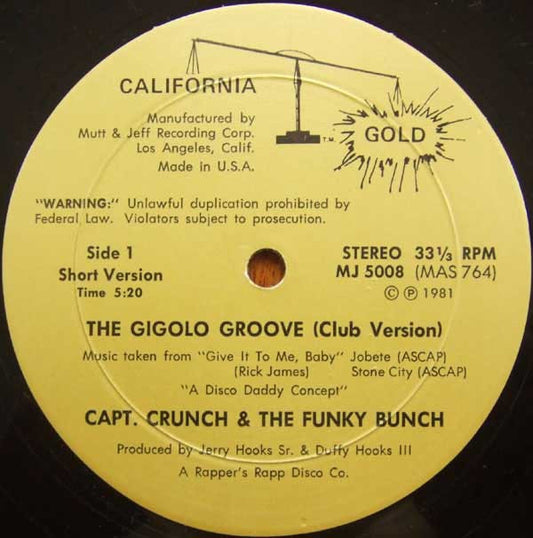 CALIFORNIA
GOLD
T.M.
Manufactured by
Mutt & Jeff Recording Corp.
Los Angeles, Calif.
Made in U.S.A.
"WARNING:" Unlawful duplication prohibited by
Federal Law. Violators subject to prosecution.
Side 1
Short Version
Time 5:20
STEREO 33⅓ RPM
MJ 5008 (MAS 764)
© ℗ 1981
THE GIGOLO GROOVE (Club Version)
Music taken from "Give It To Me, Baby" Jobete (ASCAP)
(Rick James) Stone City (ASCAP)
"A Disco Daddy Concept"
CAPT. CRUNCH & THE FUNKY BUNCH
Produced by Jerry Hooks Sr. & Duffy Hooks III
A Rapper's Rapp Disco Co.